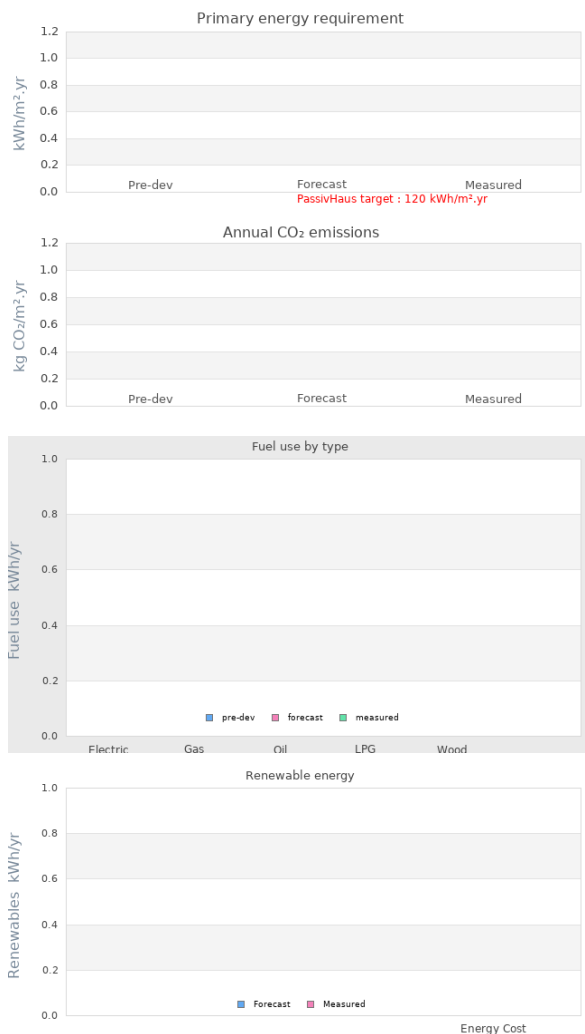 Primary energy requirement
kWh/m².yr
1.2
1.0
0.8
0.6
0.4
0.2
0.0
Pre-dev Forecast Measured
PassivHaus target : 120 kWh/m².yr
Annual CO₂ emissions
kg CO₂/m².yr
1.2
1.0
0.8
0.6
0.4
0.2
0.0
Pre-dev Forecast Measured
Fuel use by type
Fuel use kWh/yr
1.0
0.8
0.6
0.4
0.2
0.0
pre-dev forecast measured
Electric Gas Oil LPG Wood
Renewable energy
Renewables kWh/yr
1.0
0.8
0.6
0.4
0.2
0.0
Forecast Measured
Energy Cost